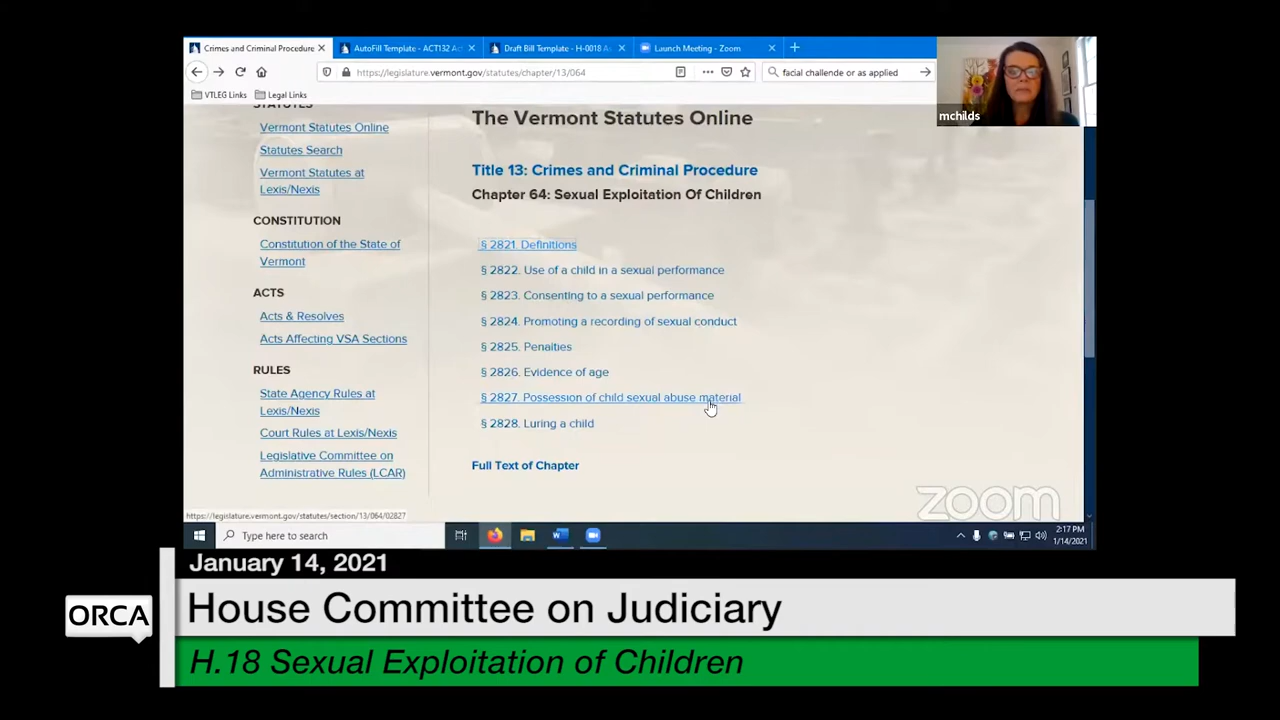 Crimes and Criminal Procedure
AutoFill Template - ACT132 Ac
Draft Bill Template - H-0018 A
Launch Meeting - Zoom
https://legislature.vermont.gov/statutes/chapter/13/064
facial challende or as applied
VTLEG Links
Legal Links
mchilds
STATUTES
Vermont Statutes Online
Statutes Search
Vermont Statutes at
Lexis/Nexis
CONSTITUTION
Constitution of the State of
Vermont
ACTS
Acts & Resolves
Acts Affecting VSA Sections
RULES
State Agency Rules at
Lexis/Nexis
Court Rules at Lexis/Nexis
Legislative Committee on
Administrative Rules (LCAR)
The Vermont Statutes Online
Title 13: Crimes and Criminal Procedure
Chapter 64: Sexual Exploitation Of Children
§ 2821. Definitions
§ 2822. Use of a child in a sexual performance
§ 2823. Consenting to a sexual performance
§ 2824. Promoting a recording of sexual conduct
§ 2825. Penalties
§ 2826. Evidence of age
§ 2827. Possession of child sexual abuse material
§ 2828. Luring a child
Full Text of Chapter
zoom
https://legislature.vermont.gov/statutes/section/13/064/02827
Type here to search
2:17 PM
1/14/2021
January 14, 2021
ORCA
House Committee on Judiciary
H.18 Sexual Exploitation of Children